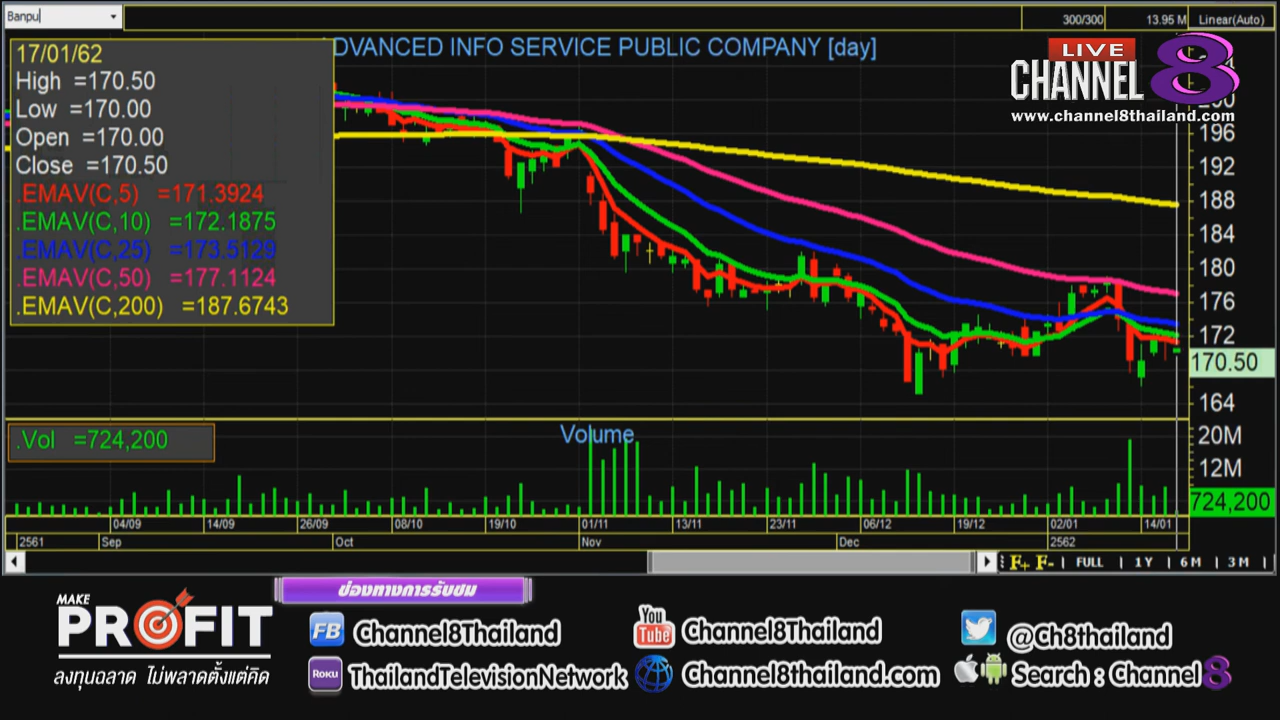 Banpu
300/300
13.95 M
Linear(Auto)
17/01/62
High =170.50
Low =170.00
Open =170.00
Close =170.50
.EMAV(C,5) =171.3924
.EMAV(C,10) =172.1875
.EMAV(C,25) =173.5129
.EMAV(C,50) =177.1124
.EMAV(C,200) =187.6743
DVANCED INFO SERVICE PUBLIC COMPANY [day]
LIVE
CHANNEL 8
www.channel8thailand.com
200
196
192
188
184
180
176
172
170.50
164
.Vol =724,200
Volume
20M
12M
724,200
04/09
14/09
26/09
08/10
19/10
01/11
13/11
23/11
06/12
19/12
02/01
14/01
2561
Sep
Oct
Nov
Dec
2562
F+ F- | FULL | 1Y | 6M | 3M |
ช่องทางการรับชม
MAKE
PROFIT
ลงทุนฉลาด ไม่พลาดตั้งแต่คิด
FB Channel8Thailand
You Tube Channel8Thailand
@Ch8thailand
Roku ThailandTelevisionNetwork
Channel8thailand.com
Search : Channel 8